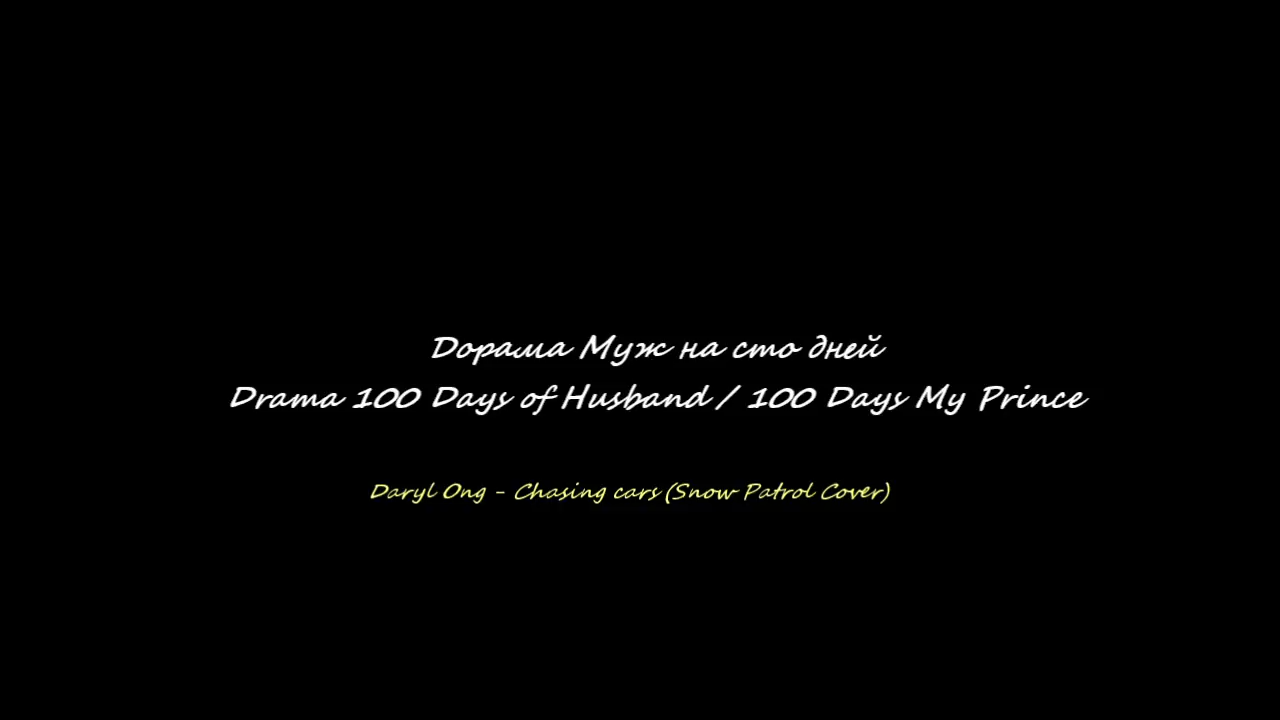 Дорама Муж на сто дней
Drama 100 Days of Husband / 100 Days My Prince
Daryl Ong - Chasing cars (Snow Patrol Cover)